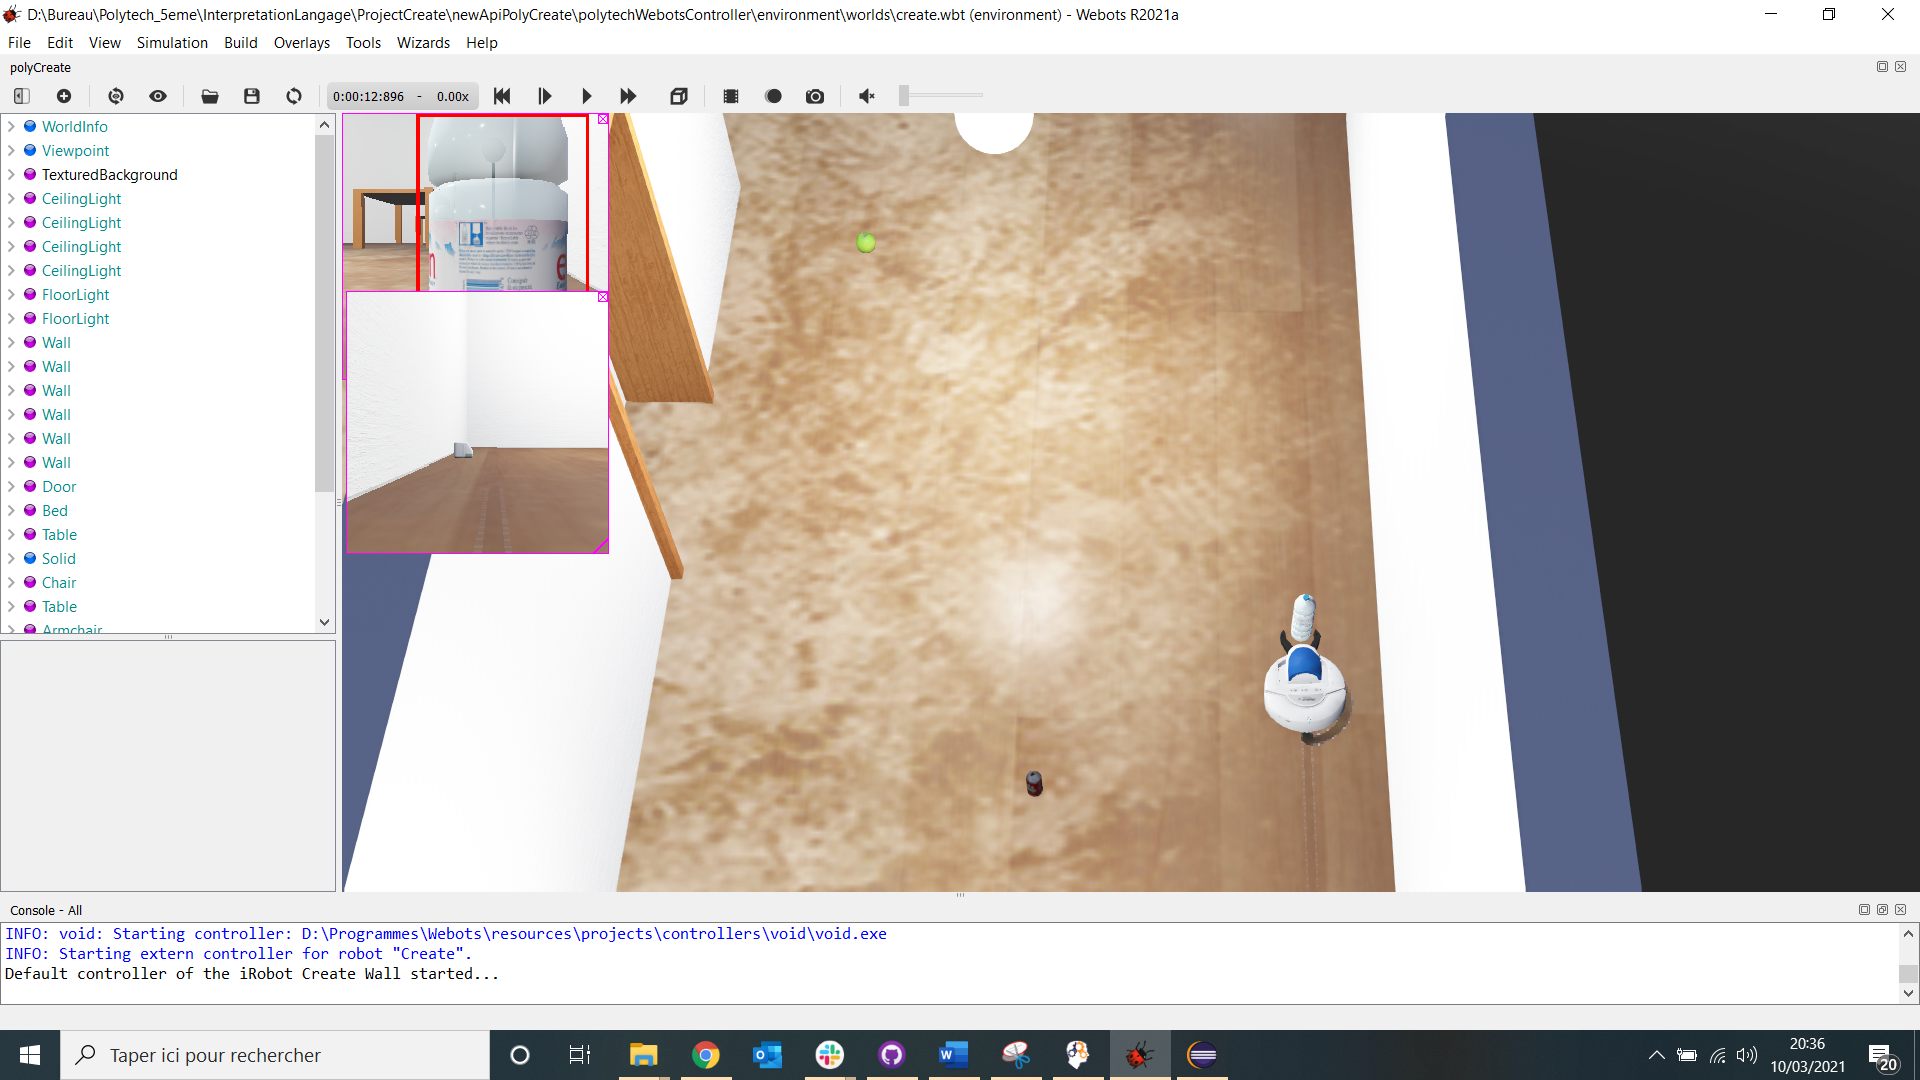 D:\Bureau\Polytech_5eme\InterpretationLangage\ProjectCreate\newApiPolyCreate\polytechWebotsController\environment\worlds\create.wbt (environment) - Webots R2021a
File Edit View Simulation Build Overlays Tools Wizards Help
polyCreate
0:00:12:896 - 0.00x
WorldInfo
Viewpoint
TexturedBackground
CeilingLight
CeilingLight
CeilingLight
CeilingLight
FloorLight
FloorLight
Wall
Wall
Wall
Wall
Wall
Wall
Door
Bed
Table
Solid
Chair
Table
Armchair
Console - All
INFO: void: Starting controller: D:\Programmes\Webots\resources\projects\controllers\void\void.exe
INFO: Starting extern controller for robot "Create".
Default controller of the iRobot Create Wall started...
Taper ici pour rechercher
20:36
10/03/2021
20